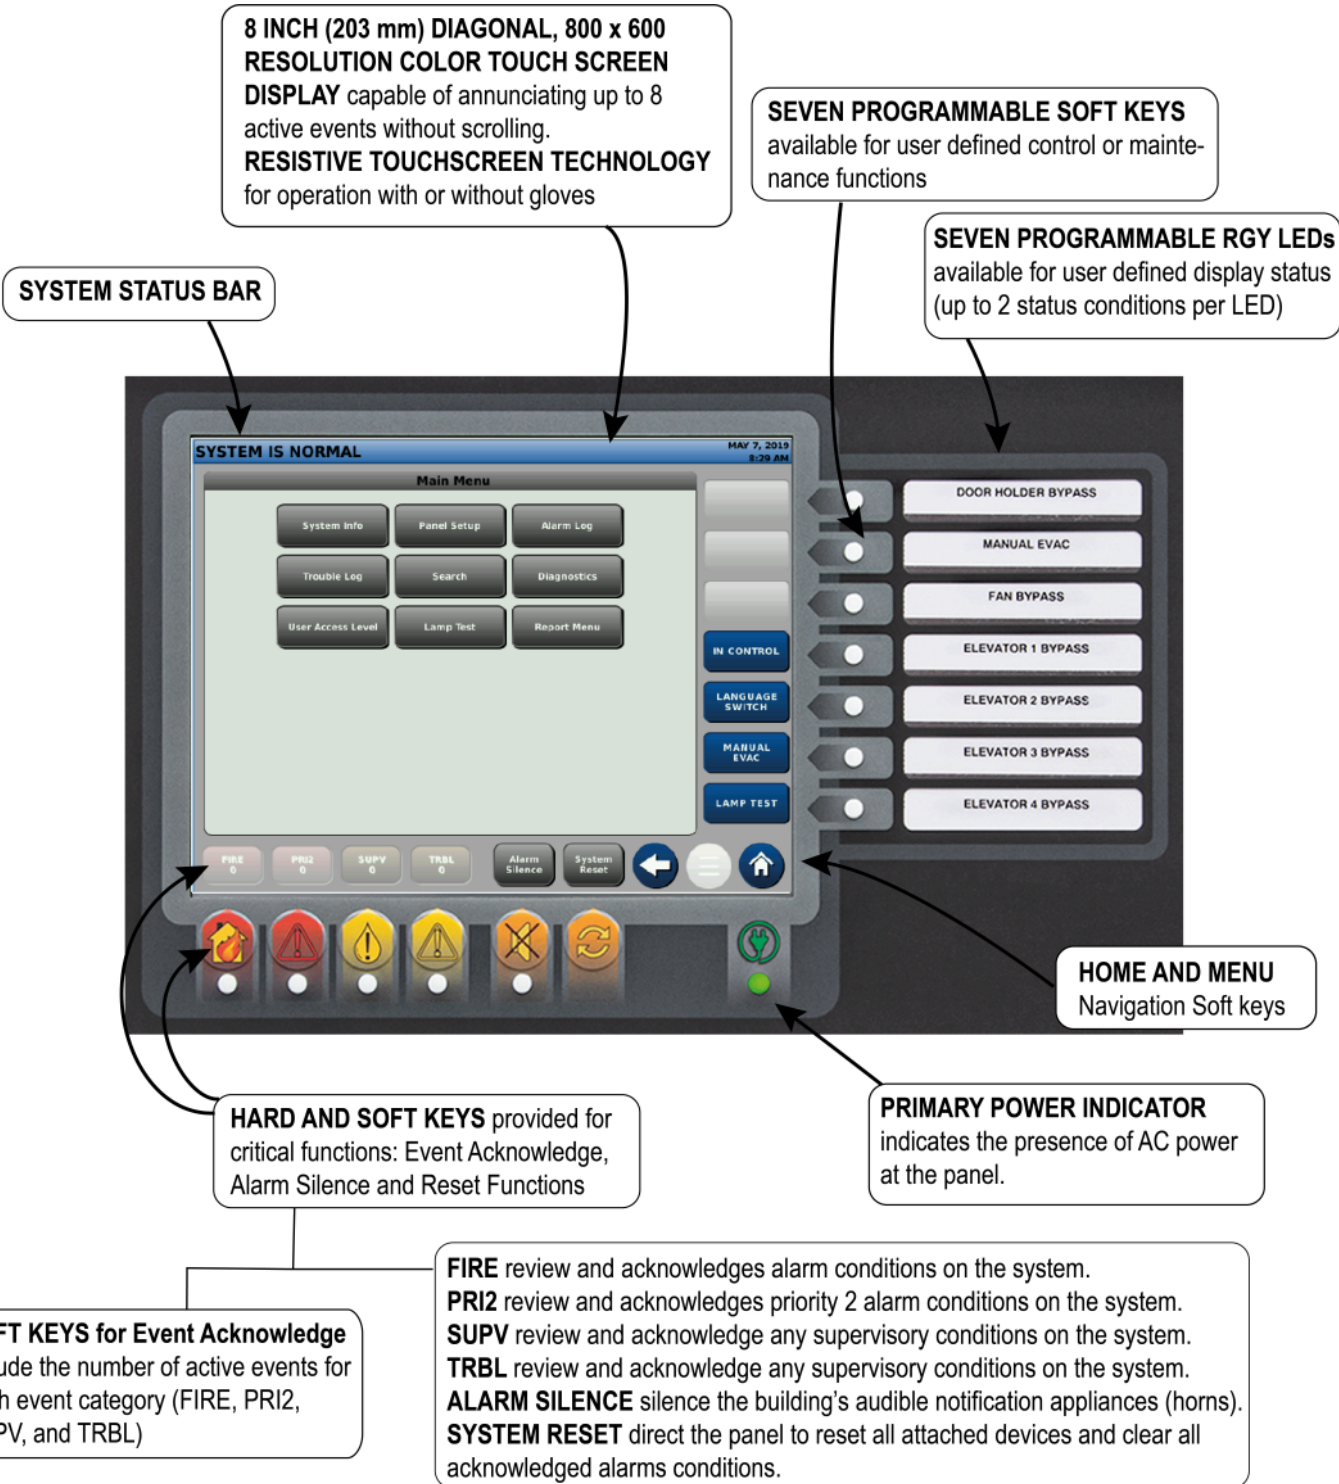 8 INCH (203 mm) DIAGONAL, 800 x 600
RESOLUTION COLOR TOUCH SCREEN
DISPLAY capable of annunciating up to 8
active events without scrolling.
RESISTIVE TOUCHSCREEN TECHNOLOGY
for operation with or without gloves
SEVEN PROGRAMMABLE SOFT KEYS
available for user defined control or mainte-
nance functions
SEVEN PROGRAMMABLE RGY LEDs
available for user defined display status
(up to 2 status conditions per LED)
SYSTEM STATUS BAR
SYSTEM IS NORMAL
MAY 7, 2019
8:29 AM
Main Menu
System Info
Panel Setup
Alarm Log
Trouble Log
Search
Diagnostics
User Access Level
Lamp Test
Report Menu
IN CONTROL
LANGUAGE
SWITCH
MANUAL
EVAC
LAMP TEST
DOOR HOLDER BYPASS
MANUAL EVAC
FAN BYPASS
ELEVATOR 1 BYPASS
ELEVATOR 2 BYPASS
ELEVATOR 3 BYPASS
ELEVATOR 4 BYPASS
FIRE
0
PRI2
0
SUPV
0
TRBL
0
Alarm
Silence
System
Reset
HOME AND MENU
Navigation Soft keys
HARD AND SOFT KEYS provided for
critical functions: Event Acknowledge,
Alarm Silence and Reset Functions
PRIMARY POWER INDICATOR
indicates the presence of AC power
at the panel.
FT KEYS for Event Acknowledge
ude the number of active events for
h event category (FIRE, PRI2,
PV, and TRBL)
FIRE review and acknowledges alarm conditions on the system.
PRI2 review and acknowledges priority 2 alarm conditions on the system.
SUPV review and acknowledge any supervisory conditions on the system.
TRBL review and acknowledge any supervisory conditions on the system.
ALARM SILENCE silence the building's audible notification appliances (horns).
SYSTEM RESET direct the panel to reset all attached devices and clear all
acknowledged alarms conditions.